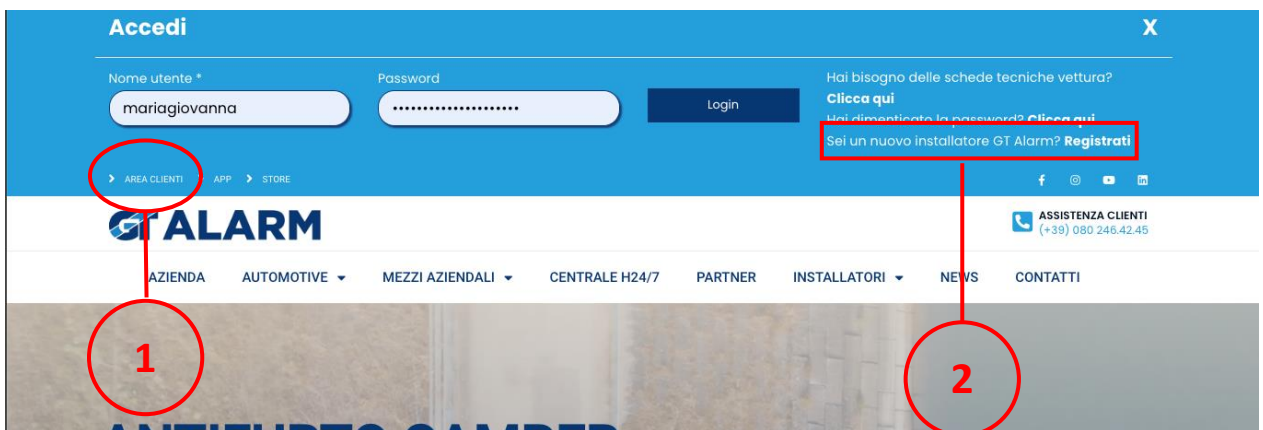 Accedi
X
Nome utente *
Password
Hai bisogno delle schede tecniche vettura?
Clicca qui
mariagiovanna
Login
Hai dimenticato la password? Clicca qui
Sei un nuovo installatore GT Alarm? Registrati
AREA CLIENTI
APP
STORE
GT ALARM
ASSISTENZA CLIENTI
(+39) 080 246.42.45
AZIENDA
AUTOMOTIVE
MEZZI AZIENDALI
CENTRALE H24/7
PARTNER
INSTALLATORI
NEWS
CONTATTI
1
2
ANTIFURTO CAMPER